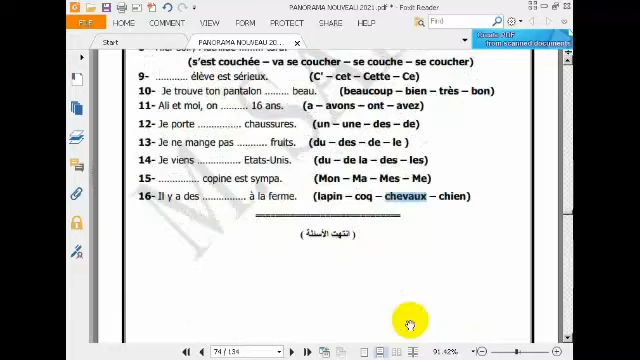 PANORAMA NOUVEAU 2021.pdf * - Foxit Reader
FILE HOME COMMENT VIEW FORM PROTECT SHARE HELP Find
Create PDF
from scanned documents
Start PANORAMA NOUVEAU 20...
(s'est couchée – va se coucher – se couche – se coucher)
9- ............ élève est sérieux. (C' – cet – Cette – Ce)
10- Je trouve ton pantalon ......... beau. (beaucoup – bien – très – bon)
11- Ali et moi, on .......... 16 ans. (a – avons – ont – avez)
12- Je porte ................ chaussures. (un – une – des – de)
13- Je ne mange pas .......... fruits. (du – des – de – le )
14- Je viens ................ Etats-Unis. (du – de la – des – les)
15- ............... copine est sympa. (Mon – Ma – Mes – Me)
16- Il y a des ................ à la ferme. (lapin – coq – chevaux – chien)
( انتهت الأسئلة )
74 / 134 91.42%